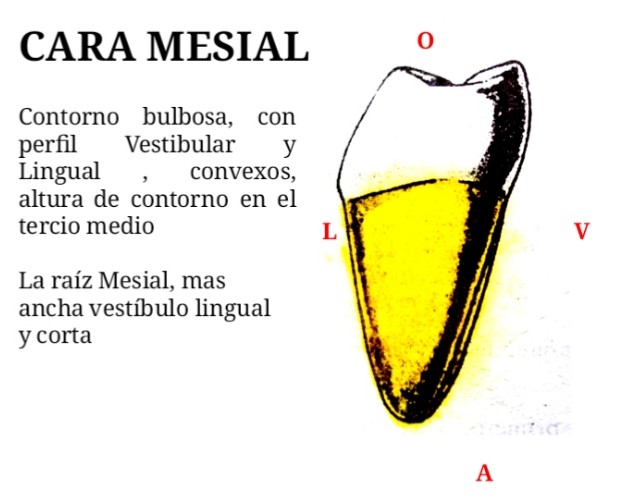 CARA MESIAL
O
Contorno bulbosa, con
perfil Vestibular y
Lingual , convexos,
altura de contorno en el
tercio medio
L
V
La raíz Mesial, mas
ancha vestíbulo lingual
y corta
A